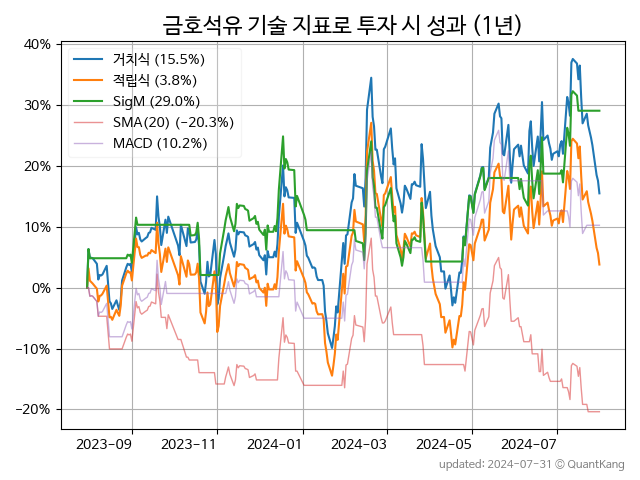 금호석유 기술 지표로 투자 시 성과 (1년)
40%
30%
20%
10%
0%
−10%
−20%
거치식 (15.5%)
적립식 (3.8%)
SigM (29.0%)
SMA(20) (−20.3%)
MACD (10.2%)
2023−09 2023−11 2024−01 2024−03 2024−05 2024−07
updated: 2024-07-31 © QuantKang